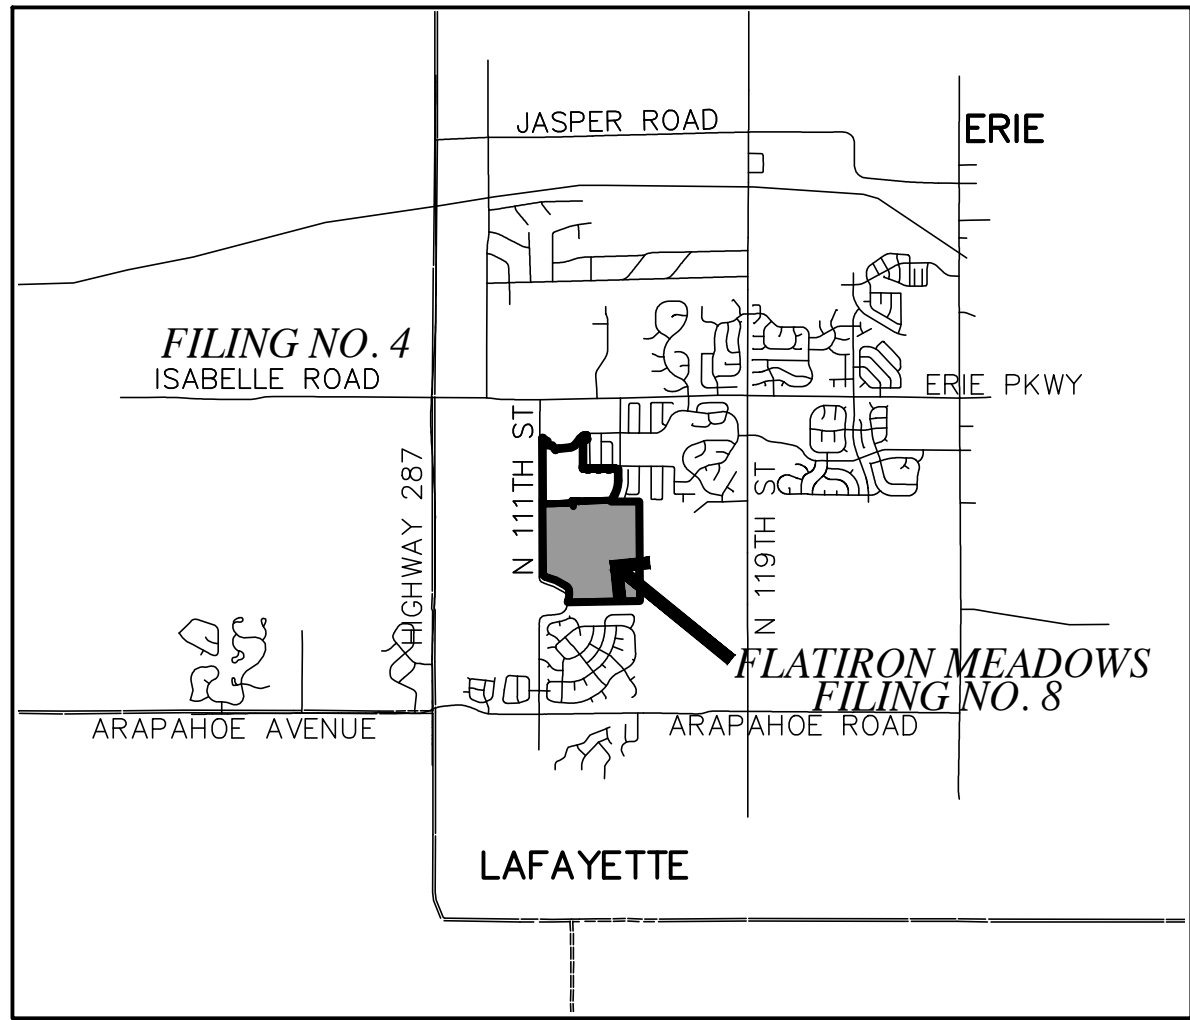 JASPER ROAD
ERIE
FILING NO. 4
ISABELLE ROAD
ERIE PKWY
N 111TH ST
HIGHWAY 287
N 119TH ST
FLATIRON MEADOWS
FILING NO. 8
ARAPAHOE AVENUE
ARAPAHOE ROAD
LAFAYETTE